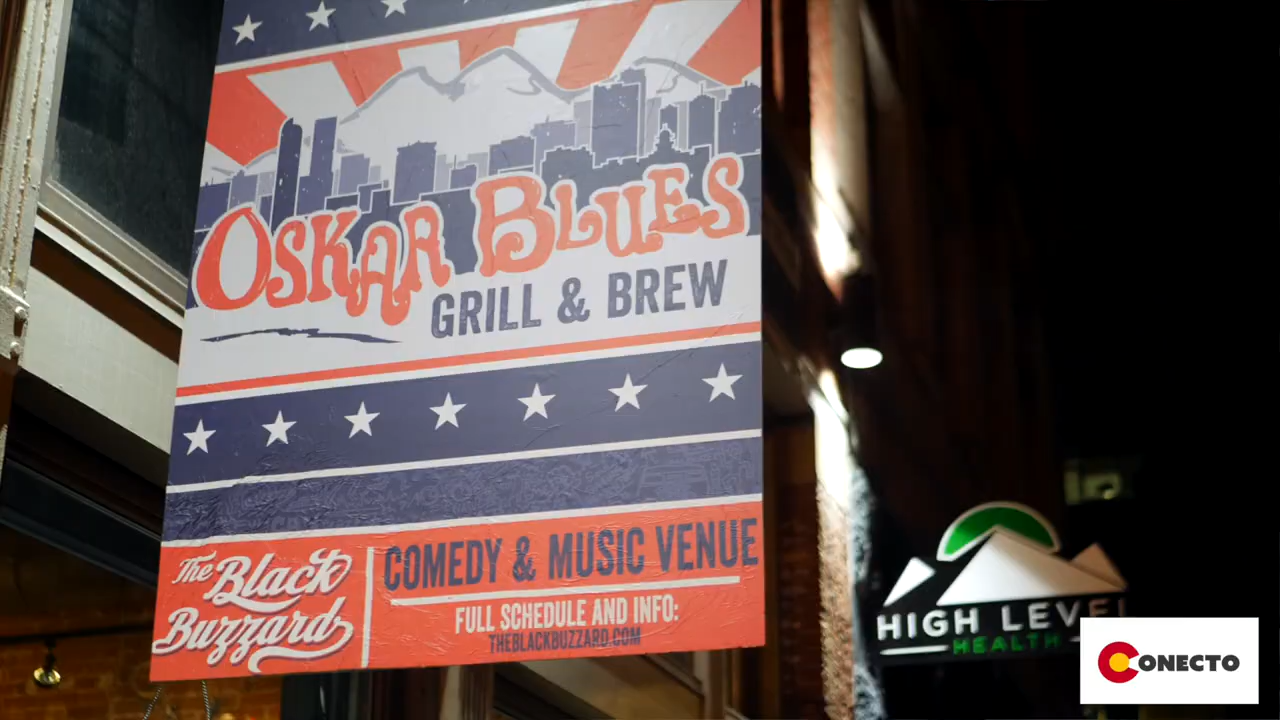 OSKAR BLUES
GRILL & BREW
The Black
Buzzard
COMEDY & MUSIC VENUE
FULL SCHEDULE AND INFO:
THEBLACKBUZZARD.COM
HIGH LEVEL
HEALTH
CONECTO